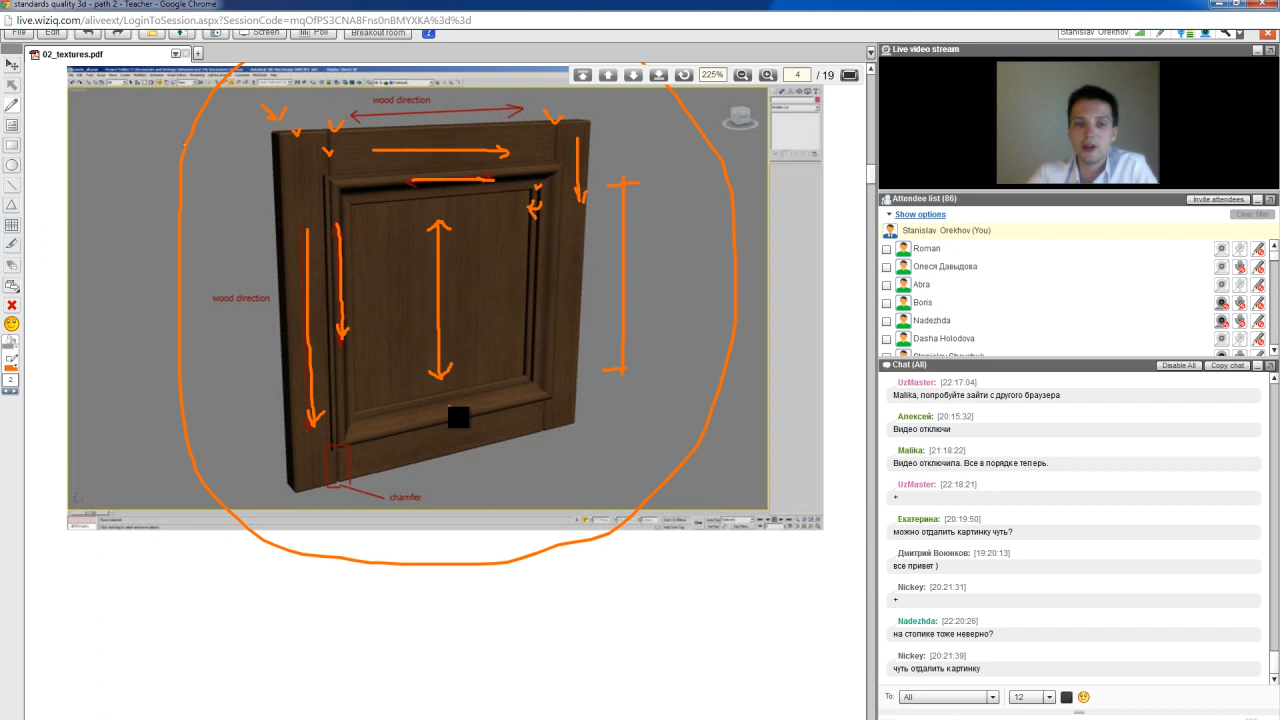 standards quality 3d - path 2 - Teacher - Google Chrome
live.wiziq.com/aliveext/LoginToSession.aspx?SessionCode=mqOfPS3CNA8Fns0nBMYXKA%3d%3d
File Edit Screen Poll Breakout room ? Stanislav Orekhov
02_textures.pdf
225% 4 / 19
wood direction
wood direction
chamfer
2
Live video stream
Attendee list (86)
Invite attendees
Show options
Clear filter
Stanislav Orekhov (You)
Roman
Олеся Давыдова
Abra
Boris
Nadezhda
Dasha Holodova
Chat (All)
Disable All Copy chat
UzMaster: [22:17:04]
Malika, попробуйте зайти с другого браузера
Алексей: [20:15:32]
Видео отключи
Malika: [21:18:22]
Видео отключила. Все в порядке теперь.
UzMaster: [22:18:21]
+
Екатерина: [20:19:50]
можно отдалить картинку чуть?
Дмитрий Воюнков: [19:20:13]
все привет )
Nickey: [20:21:31]
+
Nadezhda: [22:20:26]
на столике тоже неверно?
Nickey: [20:21:39]
чуть отдалить картинку
To: All 12